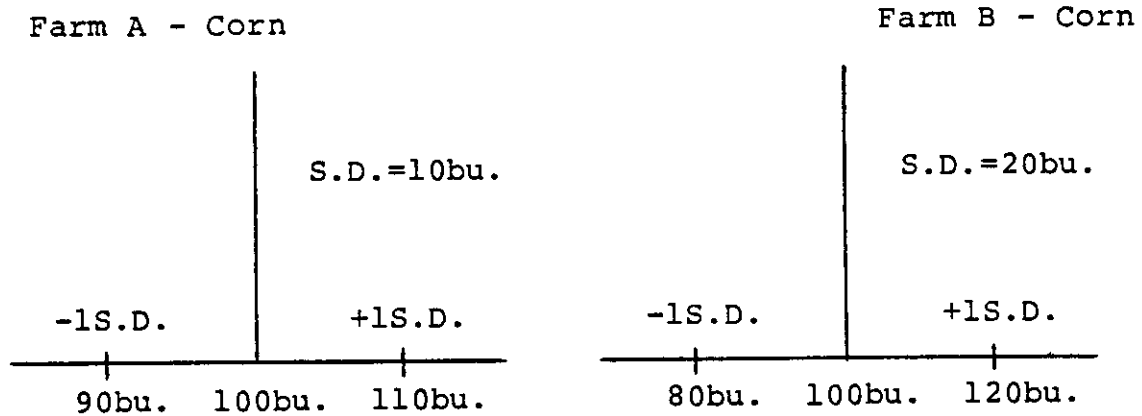 Farm A - Corn
S.D.=10bu.
-1S.D.
+1S.D.
90bu. 100bu. 110bu.
Farm B - Corn
S.D.=20bu.
-1S.D.
+1S.D.
80bu. 100bu. 120bu.